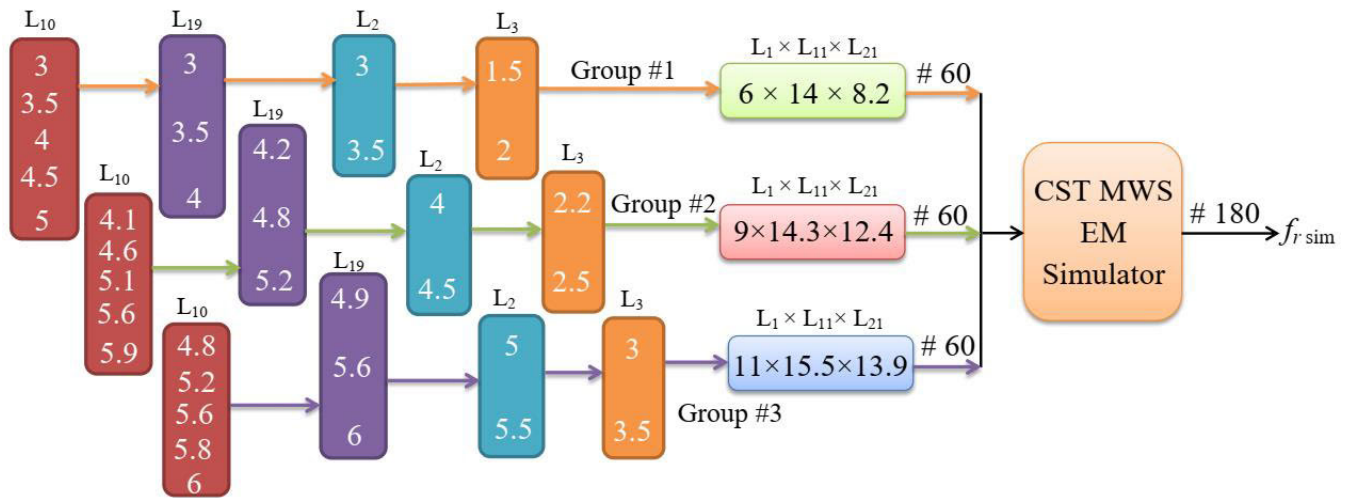 L₁₀
3
3.5
4
4.5
5
L₁₉
3
3.5
4
L₂
3
3.5
L₃
1.5
2
Group #1
L₁ × L₁₁× L₂₁
6 × 14 × 8.2
# 60
L₁₀
4.1
4.6
5.1
5.6
5.9
L₁₉
4.2
4.8
5.2
L₂
4
4.5
L₃
2.2
2.5
Group #2
L₁ × L₁₁× L₂₁
9×14.3×12.4
# 60
L₁₀
4.8
5.2
5.6
5.8
6
L₁₉
4.9
5.6
6
L₂
5
5.5
L₃
3
3.5
Group #3
L₁ × L₁₁× L₂₁
11×15.5×13.9
# 60
CST MWS
EM
Simulator
# 180
f_r sim